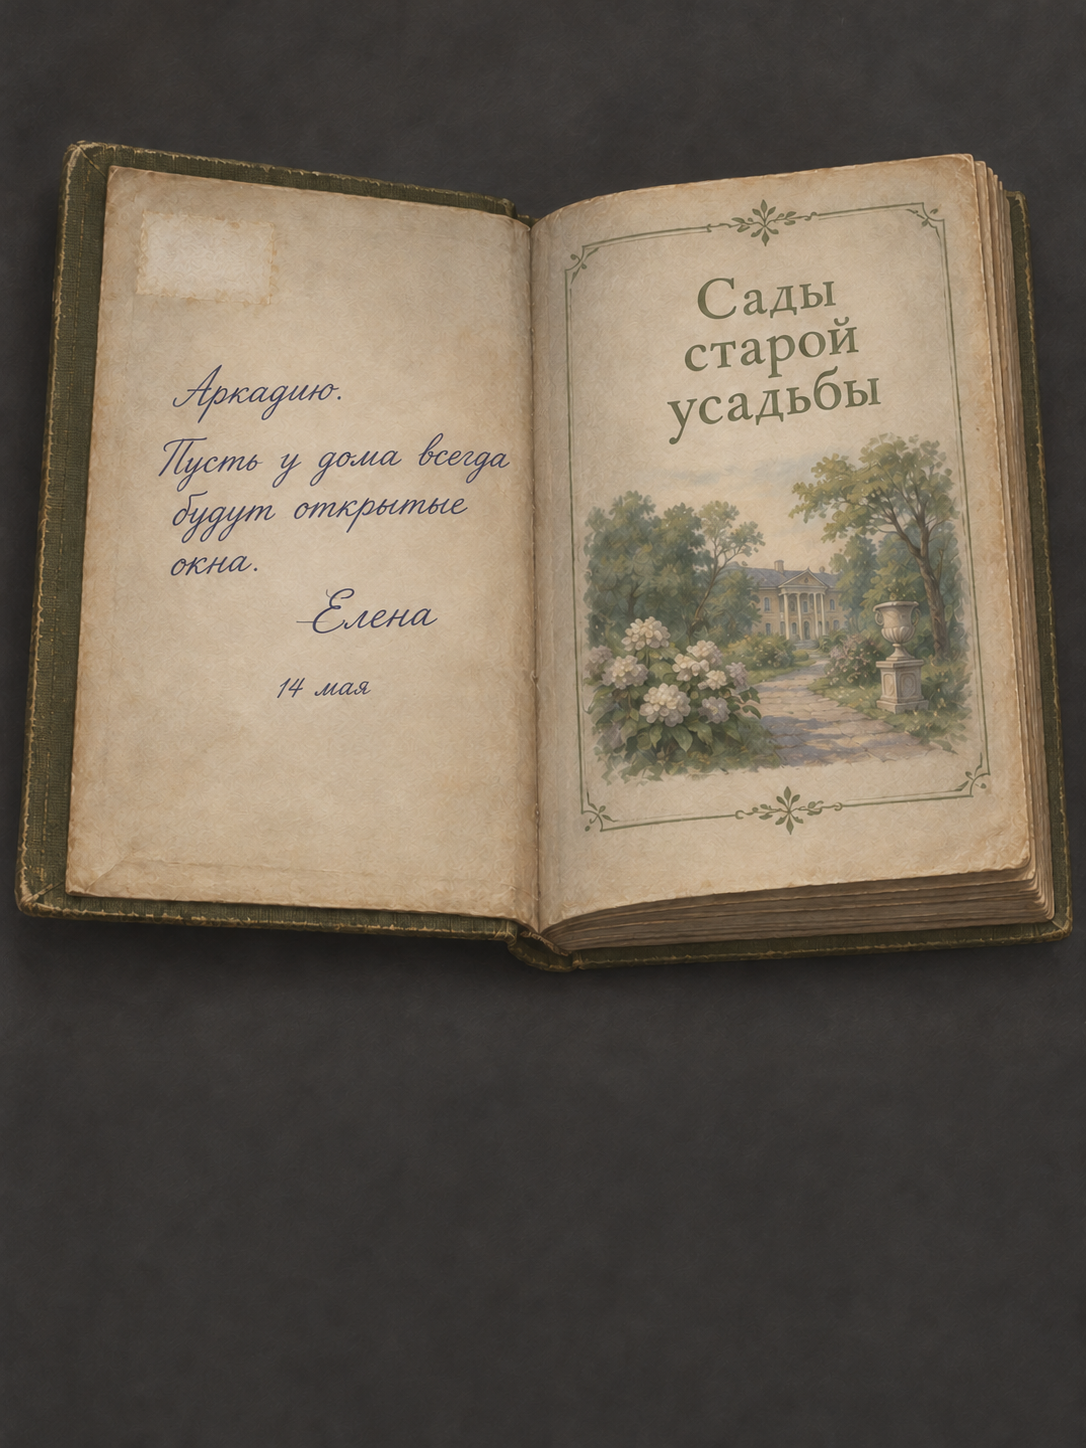 Аркадию.
Пусть у дома всегда
будут открытые
окна.
Елена
14 мая
Сады
старой
усадьбы